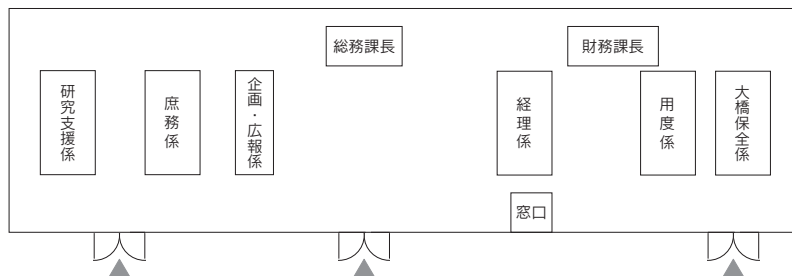 総務課長
財務課長
研究支援係
庶務係
企画・広報係
経理係
用度係
大橋保全係
窓口